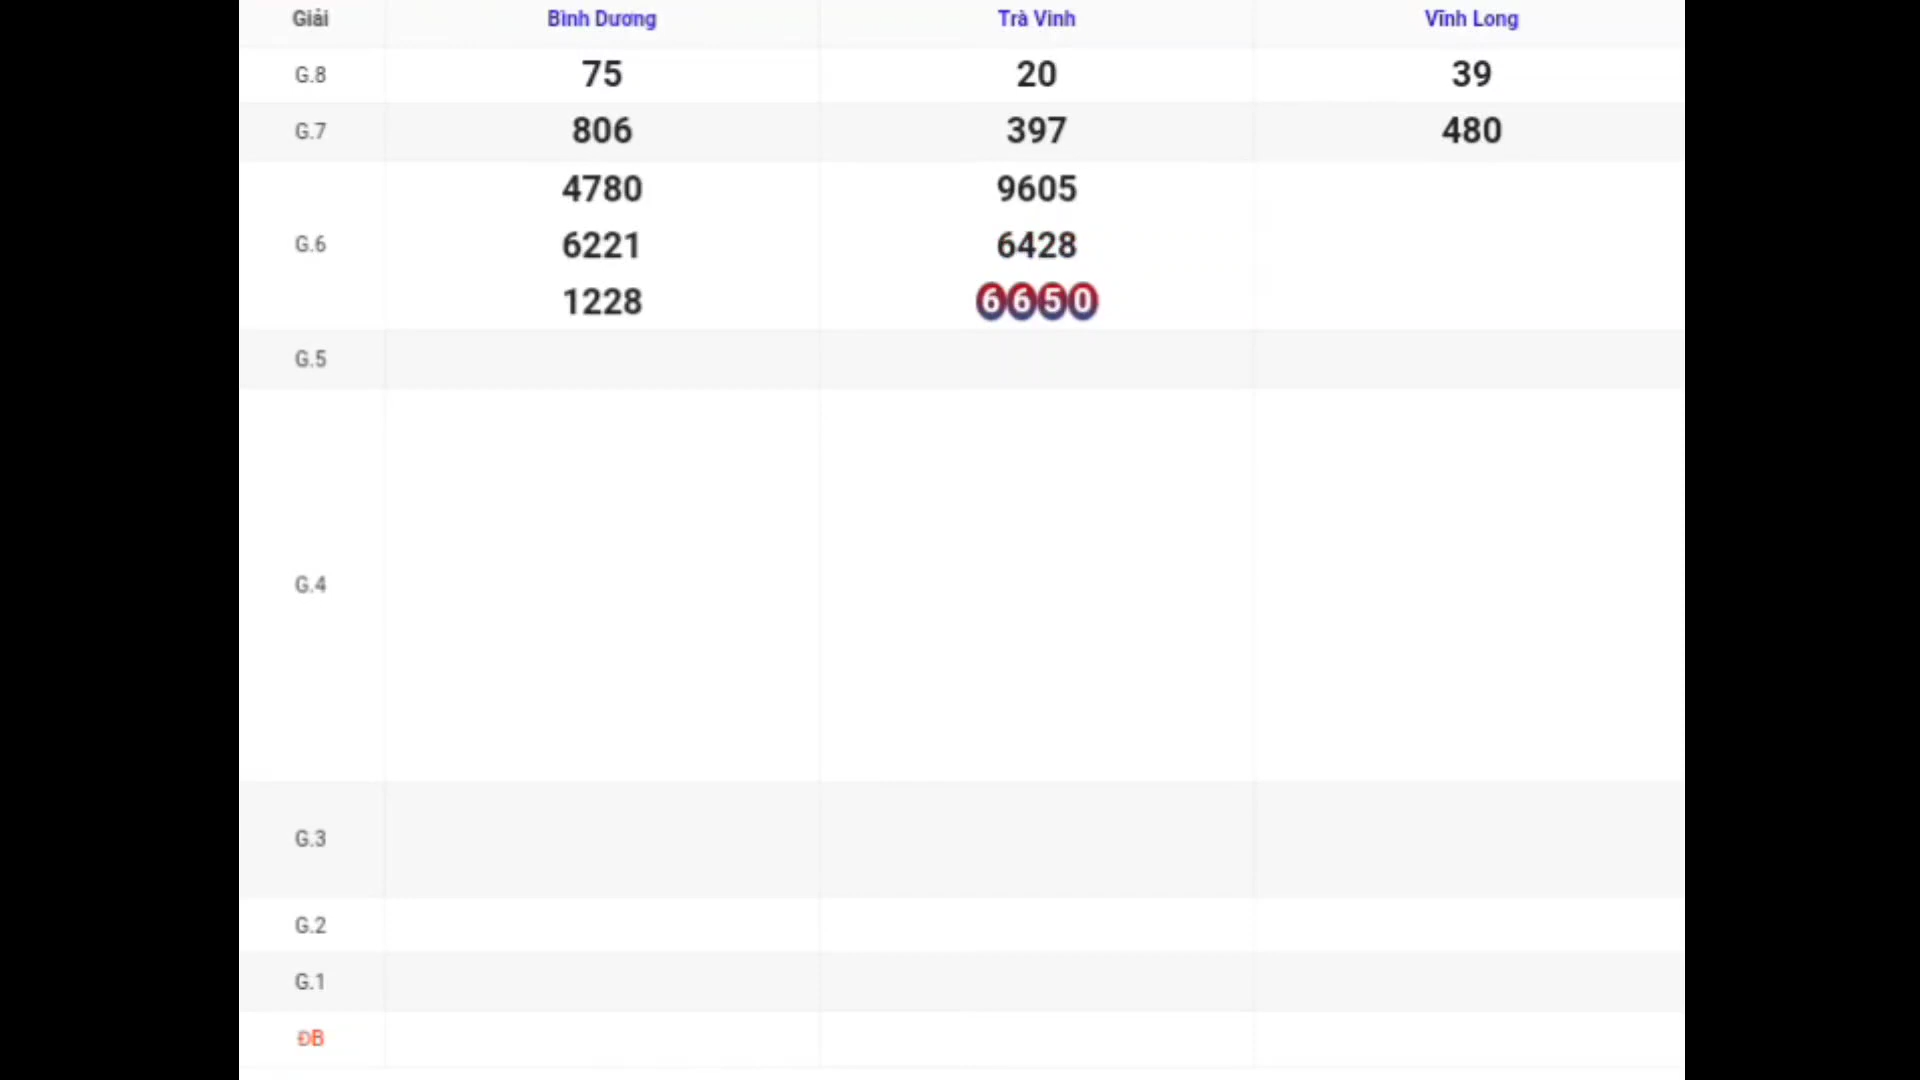 Giải Bình Dương Trà Vinh Vĩnh Long
G.8 75 20 39
G.7 806 397 480
4780 9605
G.6 6221 6428
1228 6650
G.5
G.4
G.3
G.2
G.1
ĐB